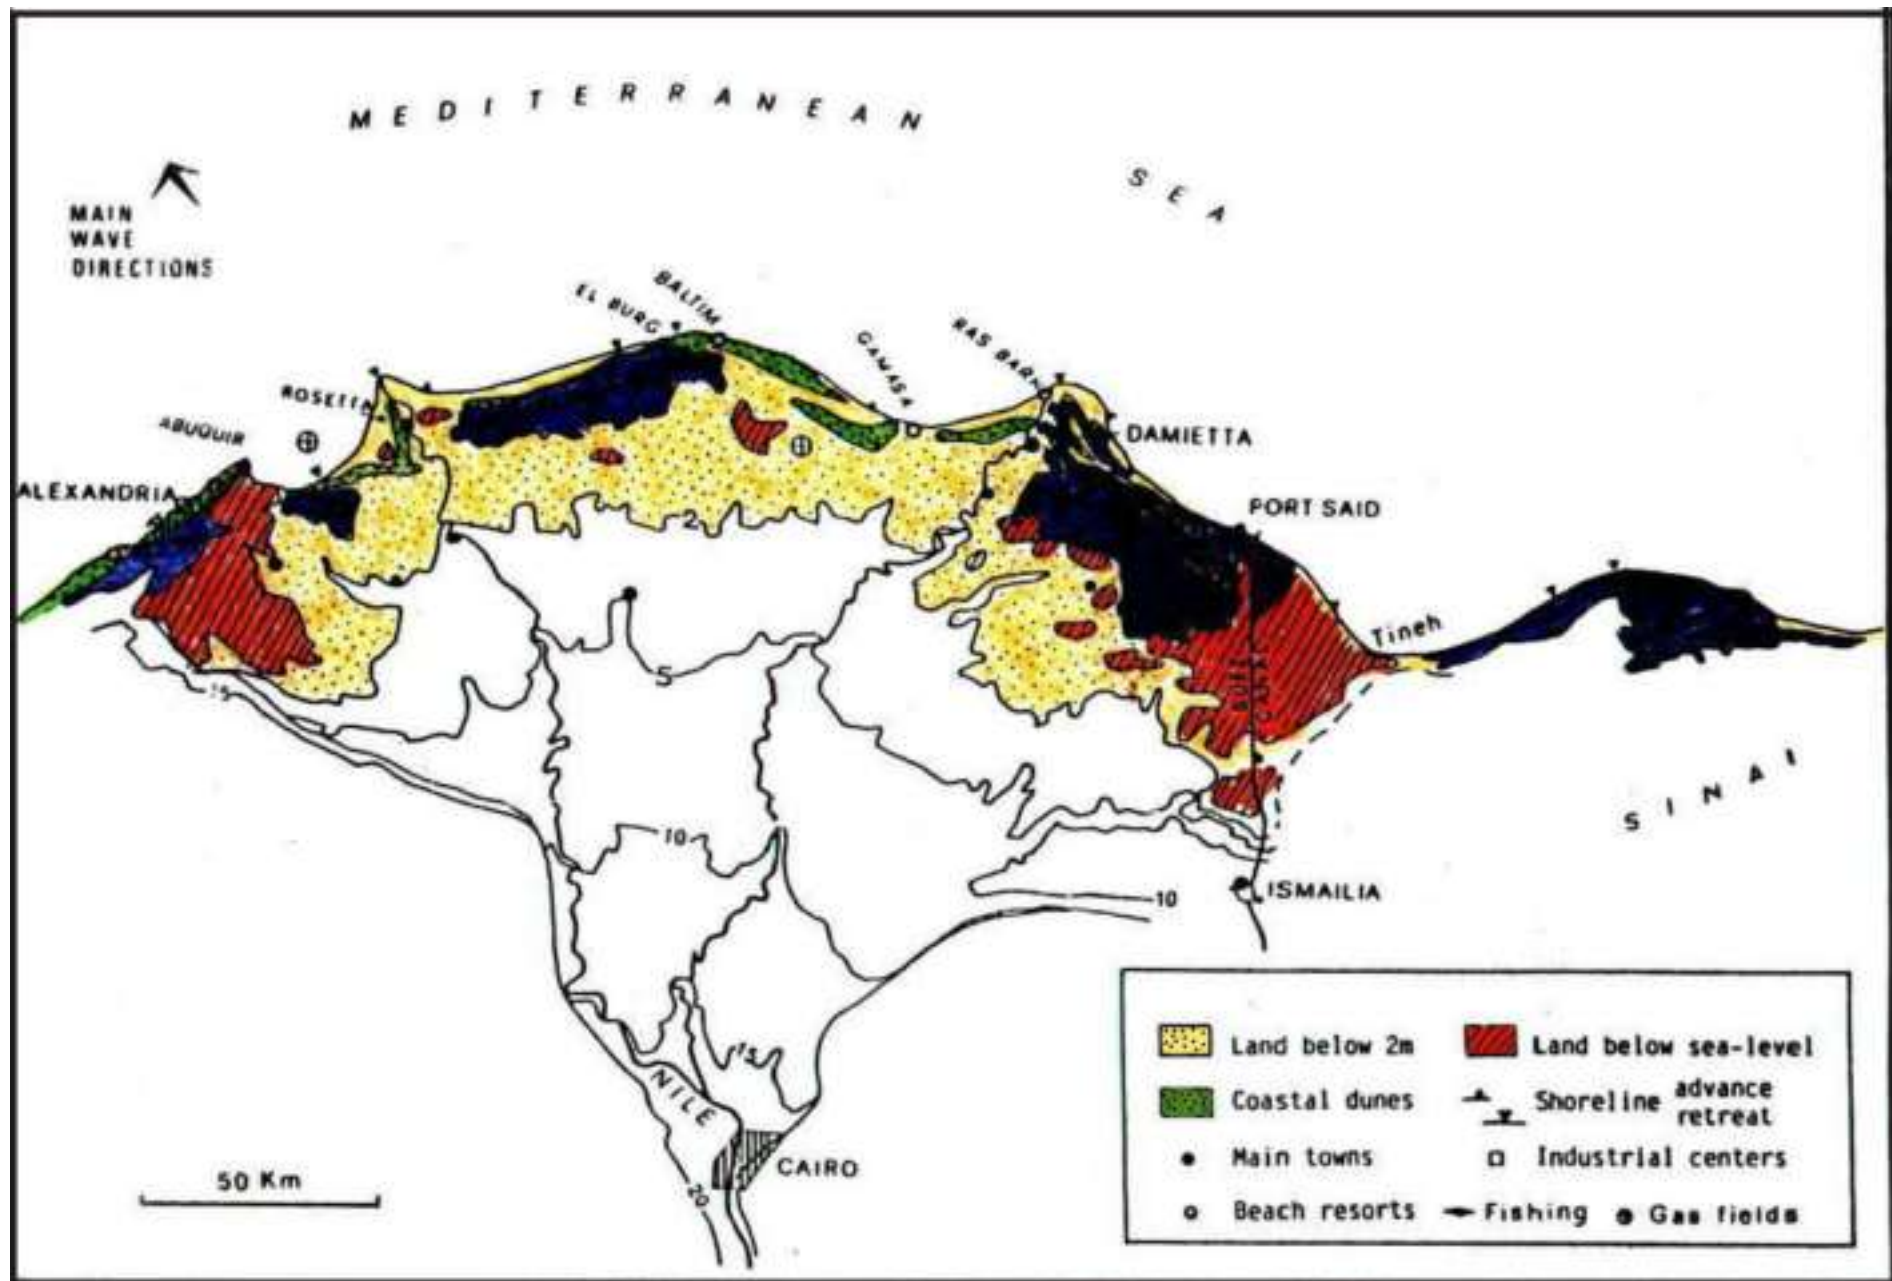 MEDITERRANEAN
SEA
MAIN
WAVE
DIRECTIONS
BALTIM
EL BURG
GAMASA
RAS BAR
ROSETTA
ABUQUIR
DAMIETTA
ALEXANDRIA
PORT SAID
2
Tineh
5
15
SINAI
10
10
ISMAILIA
15
NILE
CAIRO
20
50 Km
Land below 2m
Land below sea-level
Coastal dunes
Shoreline advance
retreat
Main towns
Industrial centers
Beach resorts
Fishing
Gas fields